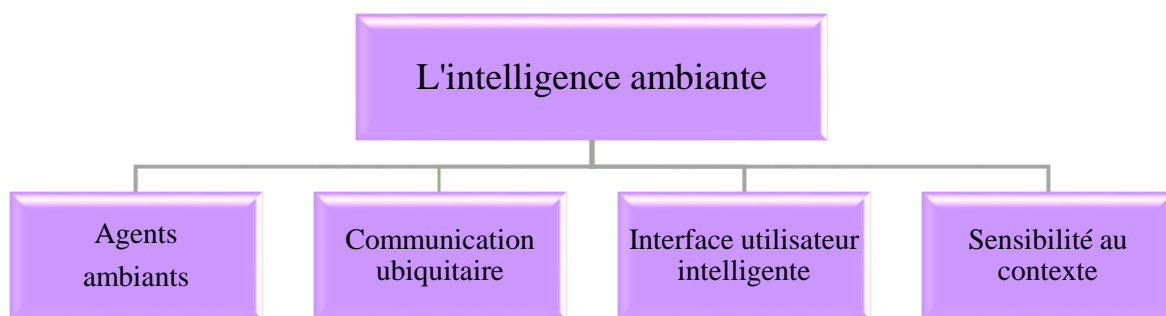 L'intelligence ambiante
Agents
ambiants
Communication
ubiquitaire
Interface utilisateur
intelligente
Sensibilité au
contexte